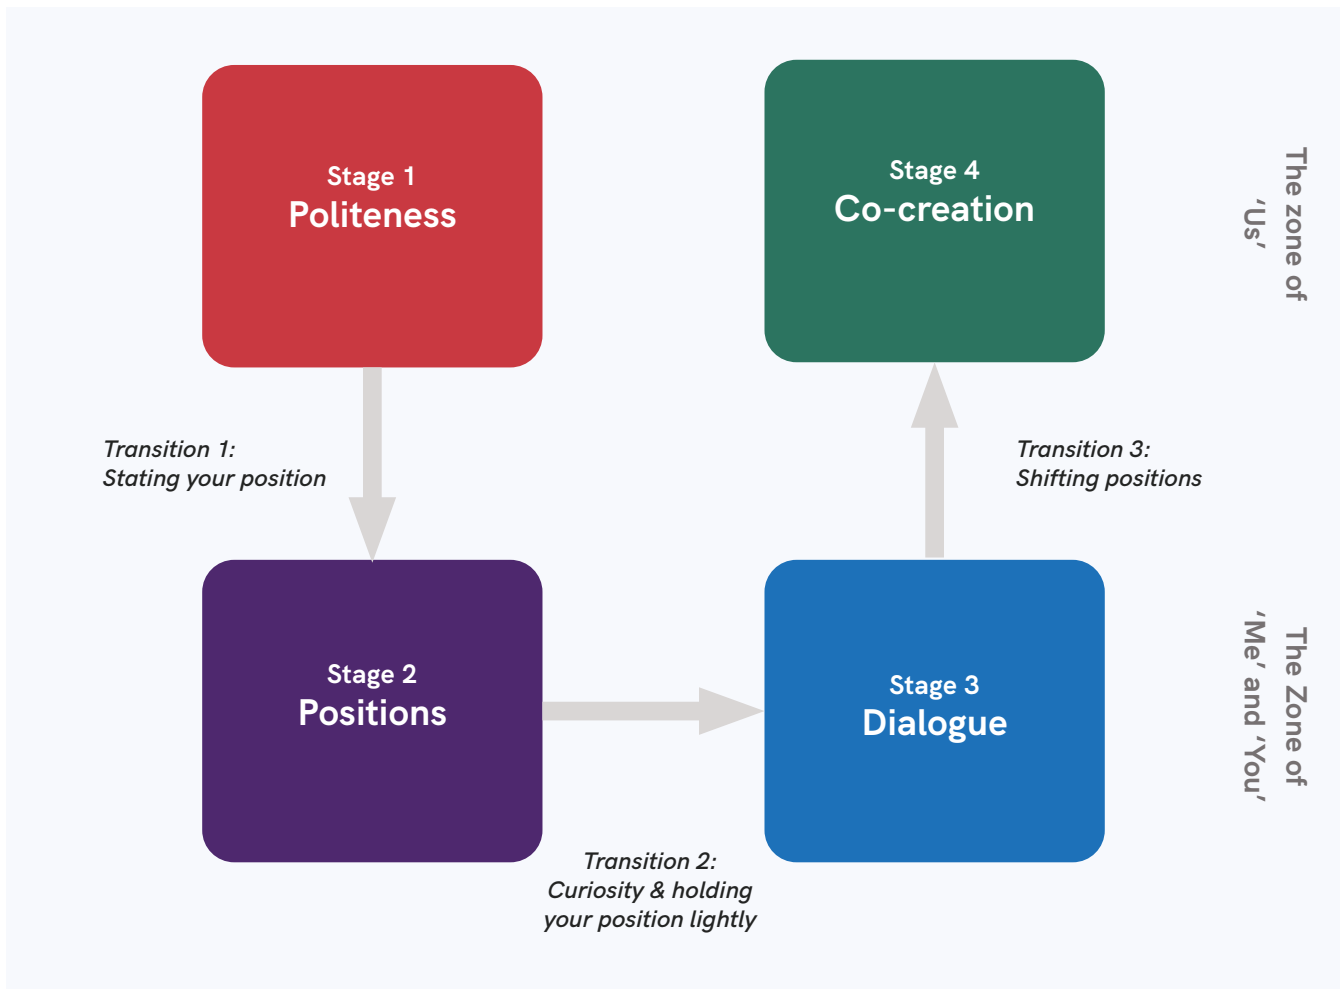 Stage 1
Politeness
Stage 4
Co-creation
The zone of
‘Us’
Transition 1:
Stating your position
Transition 3:
Shifting positions
Stage 2
Positions
Stage 3
Dialogue
The Zone of
‘Me’ and ‘You’
Transition 2:
Curiosity & holding
your position lightly